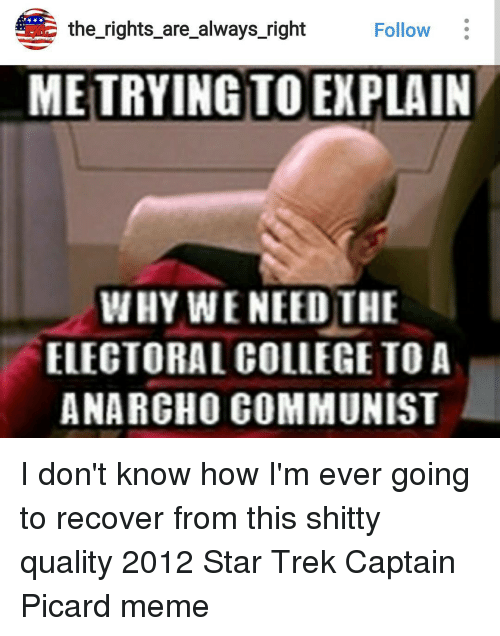 the_rights_are_always_right Follow
ME TRYING TO EXPLAIN
WHY WE NEED THE
ELECTORAL COLLEGE TO A
ANARCHO COMMUNIST
I don't know how I'm ever going
to recover from this shitty
quality 2012 Star Trek Captain
Picard meme